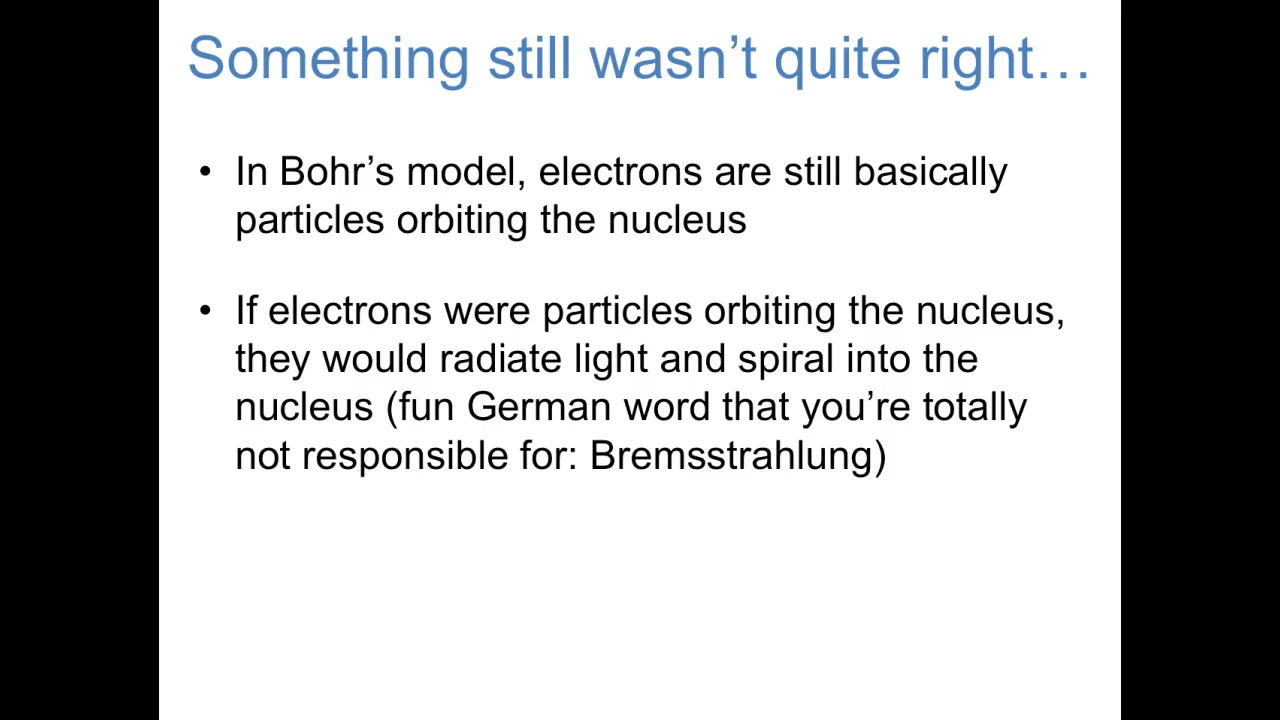 Something still wasn’t quite right…
• In Bohr’s model, electrons are still basically
particles orbiting the nucleus
• If electrons were particles orbiting the nucleus,
they would radiate light and spiral into the
nucleus (fun German word that you’re totally
not responsible for: Bremsstrahlung)